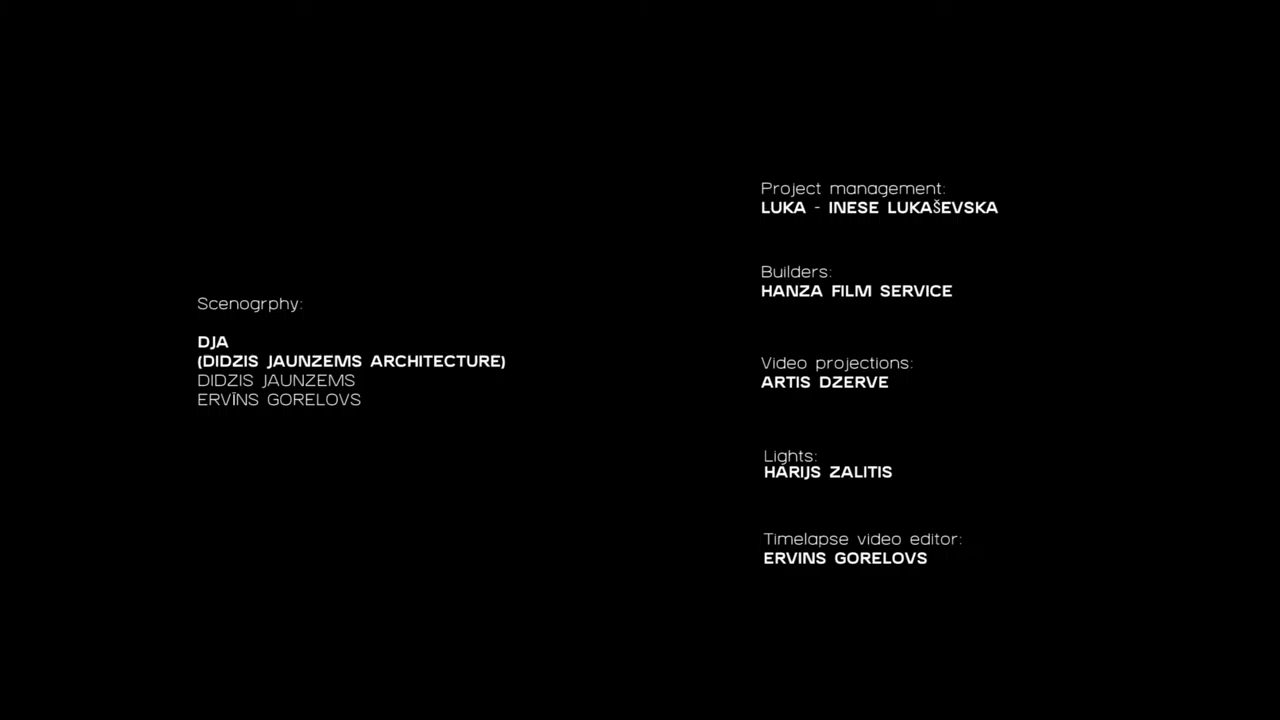 Scenogrphy:
DJA
(DIDZIS JAUNZEMS ARCHITECTURE)
DIDZIS JAUNZEMS
ERVĪNS GORELOVS
Project management:
LUKA - INESE LUKAŠEVSKA
Builders:
HANZA FILM SERVICE
Video projections:
ARTIS DZERVE
Lights:
HARIJS ZALITIS
Timelapse video editor:
ERVINS GORELOVS